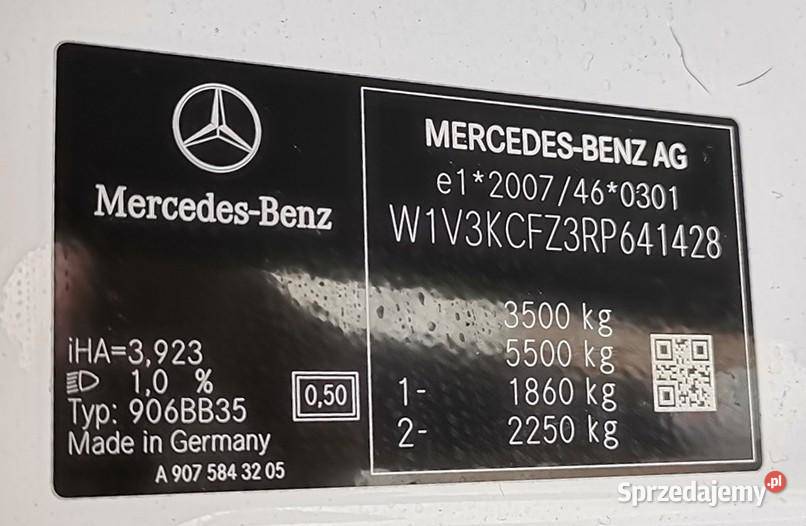 Mercedes-Benz
iHA=3,923
1,0 %
Typ: 906BB35
Made in Germany
A 907 584 32 05
0,50
MERCEDES-BENZ AG
e1*2007/46*0301
W1V3KCFZ3RP641428
3500 kg
5500 kg
1- 1860 kg
2- 2250 kg
Sprzedajemy.pl